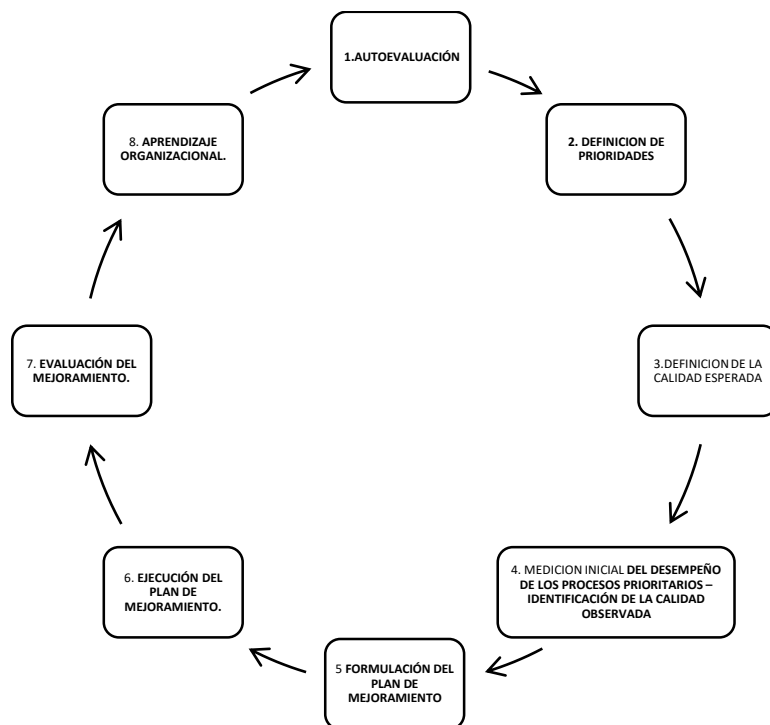 1.AUTOEVALUACIÓN
2. DEFINICION DE
PRIORIDADES
3.DEFINICION DE LA
CALIDAD ESPERADA
4. MEDICION INICIAL DEL DESEMPEÑO
DE LOS PROCESOS PRIORITARIOS –
IDENTIFICACIÓN DE LA CALIDAD
OBSERVADA
5 FORMULACIÓN DEL
PLAN DE
MEJORAMIENTO
6. EJECUCIÓN DEL
PLAN DE
MEJORAMIENTO.
7. EVALUACIÓN DEL
MEJORAMIENTO.
8. APRENDIZAJE
ORGANIZACIONAL.